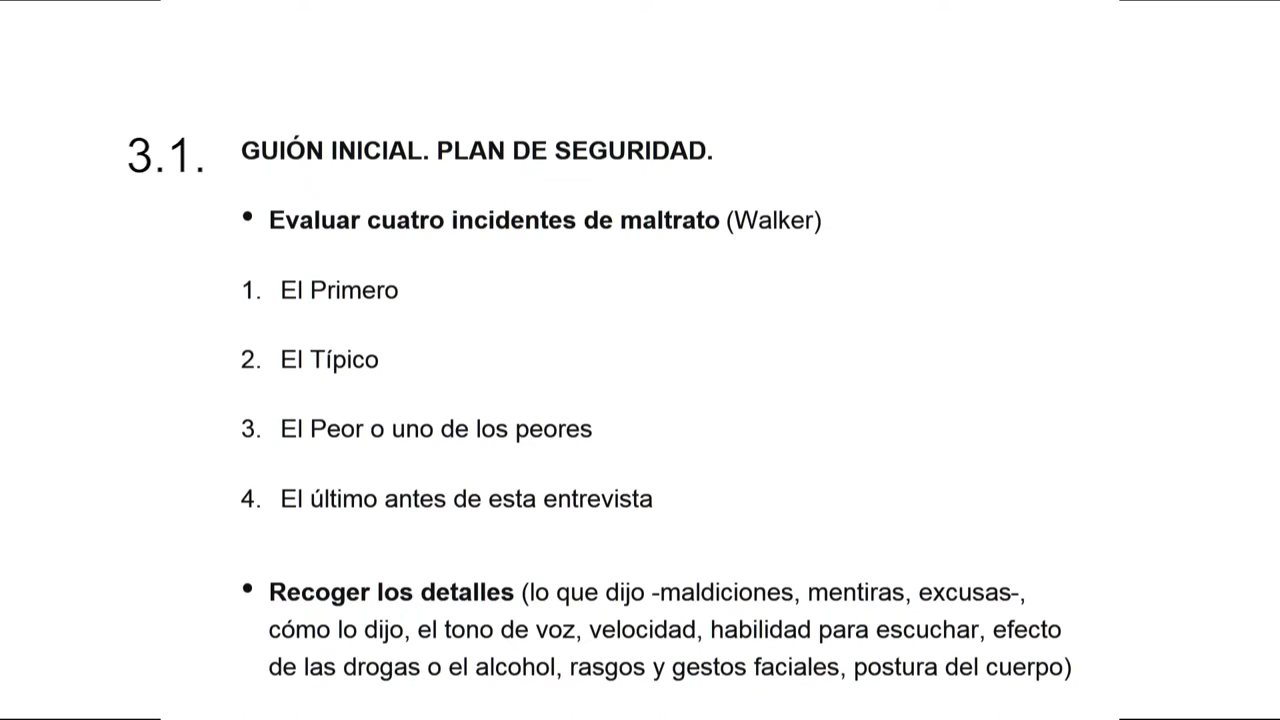 3.1. GUIÓN INICIAL. PLAN DE SEGURIDAD.
• Evaluar cuatro incidentes de maltrato (Walker)
1. El Primero
2. El Típico
3. El Peor o uno de los peores
4. El último antes de esta entrevista
• Recoger los detalles (lo que dijo -maldiciones, mentiras, excusas-,
cómo lo dijo, el tono de voz, velocidad, habilidad para escuchar, efecto
de las drogas o el alcohol, rasgos y gestos faciales, postura del cuerpo)